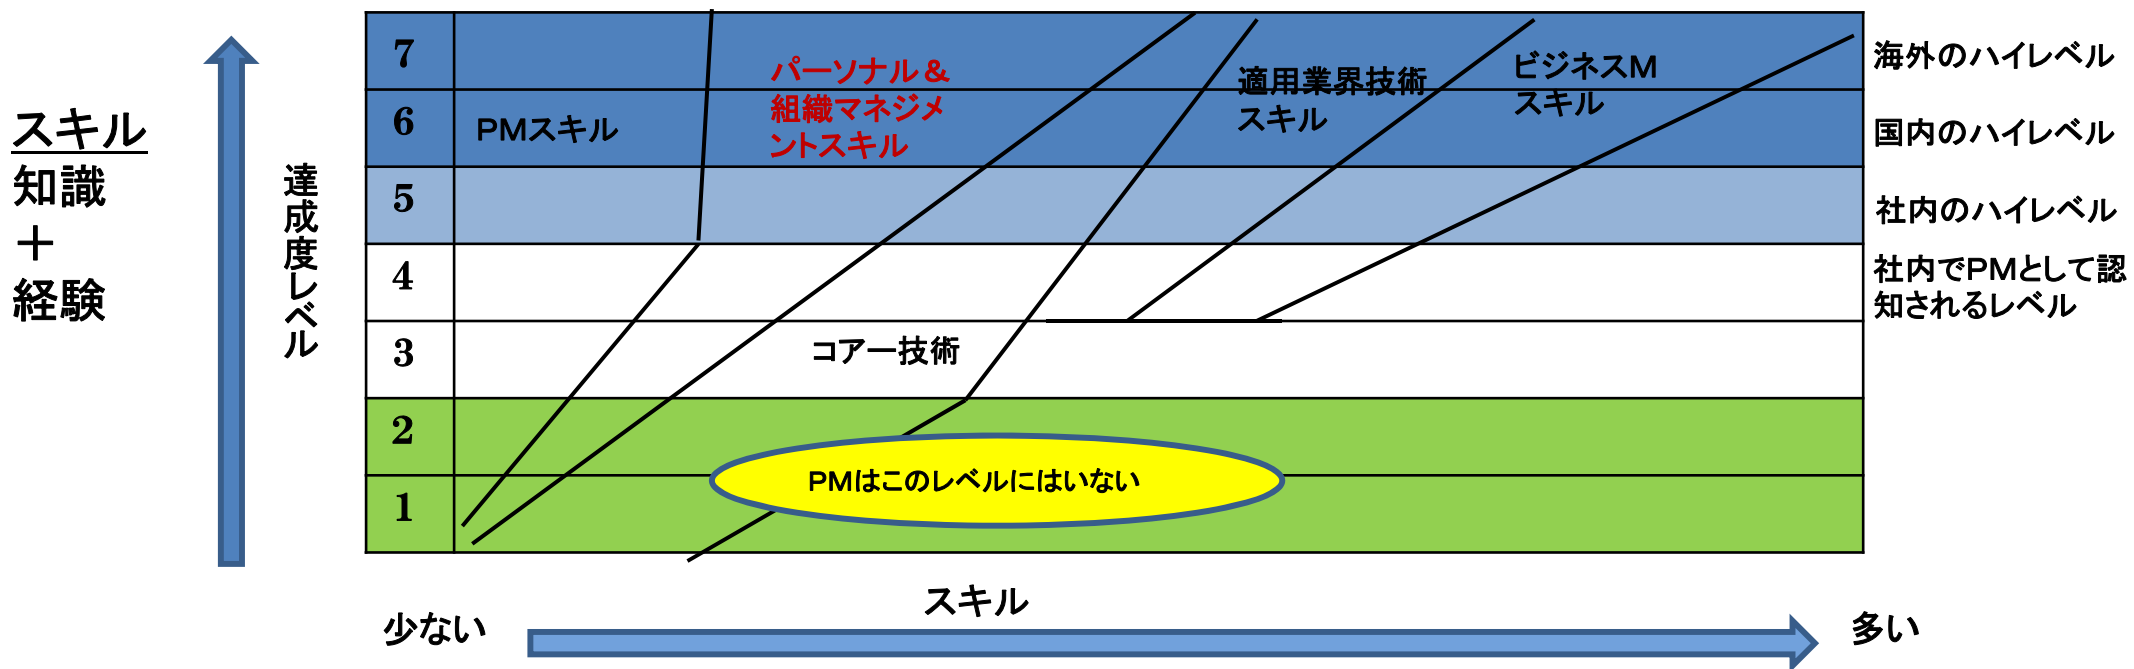 スキル
知識
＋
経験
達成度レベル
7
6
5
4
3
2
1
PMスキル
パーソナル＆
組織マネジメ
ントスキル
コアー技術
適用業界技術
スキル
ビジネスM
スキル
PMはこのレベルにはいない
海外のハイレベル
国内のハイレベル
社内のハイレベル
社内でPMとして認
知されるレベル
少ない
スキル
多い